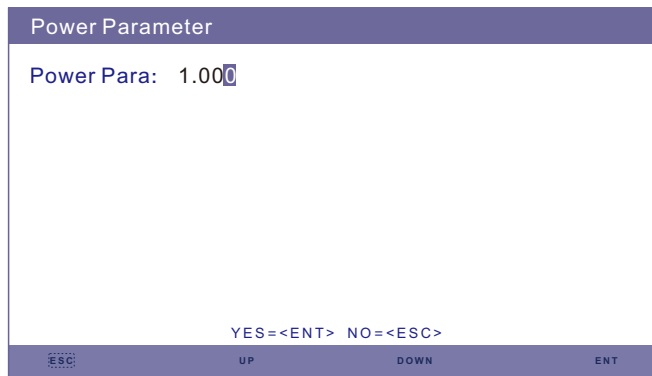 Power Parameter
Power Para: 1.000
YES=<ENT> NO=<ESC>
ESC UP DOWN ENT